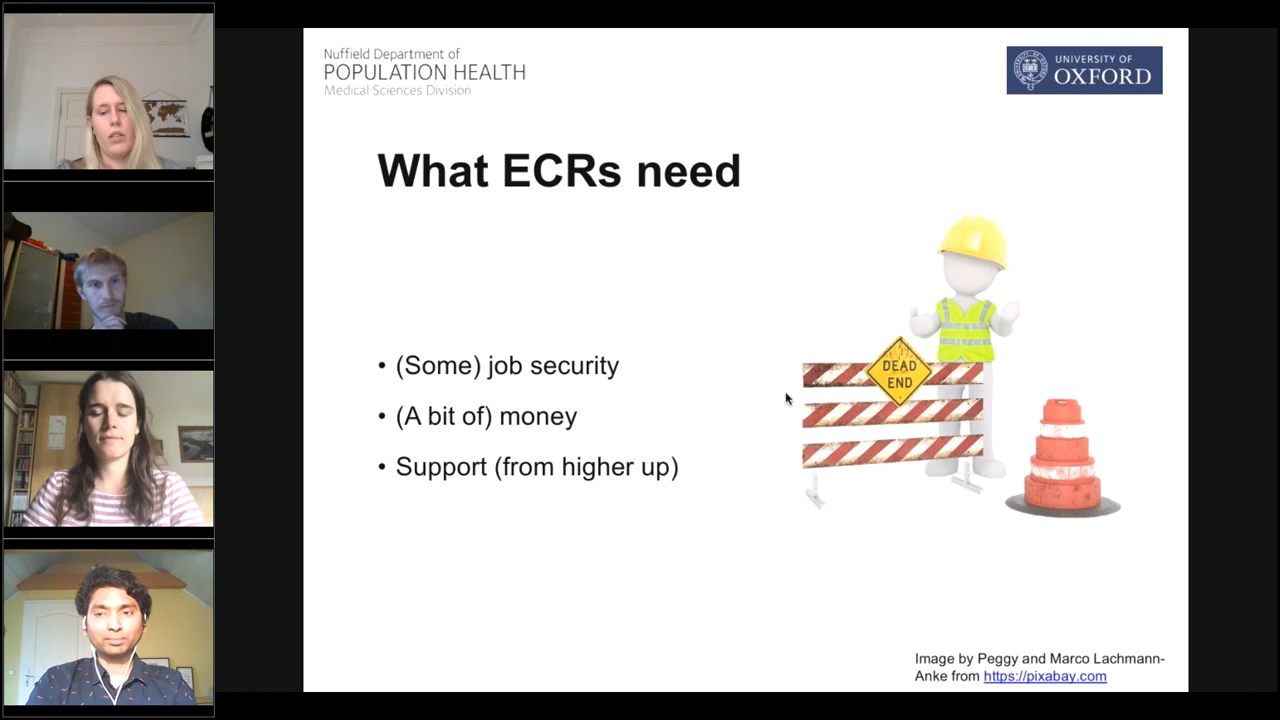 Nuffield Department of
POPULATION HEALTH
Medical Sciences Division
UNIVERSITY OF
OXFORD
What ECRs need
• (Some) job security
• (A bit of) money
• Support (from higher up)
DEAD
END
Image by Peggy and Marco Lachmann-
Anke from https://pixabay.com